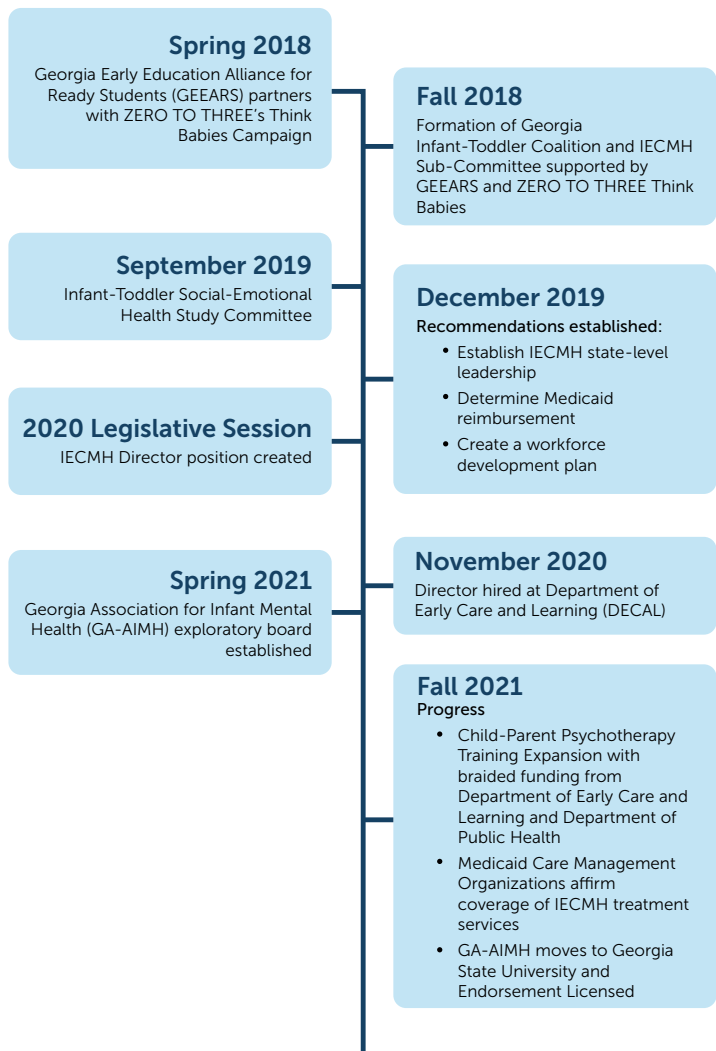 Spring 2018
Georgia Early Education Alliance for
Ready Students (GEEARS) partners
with ZERO TO THREE's Think
Babies Campaign
Fall 2018
Formation of Georgia
Infant-Toddler Coalition and IECMH
Sub-Committee supported by
GEEARS and ZERO TO THREE Think
Babies
September 2019
Infant-Toddler Social-Emotional
Health Study Committee
December 2019
Recommendations established:
• Establish IECMH state-level
leadership
• Determine Medicaid
reimbursement
• Create a workforce
development plan
2020 Legislative Session
IECMH Director position created
November 2020
Director hired at Department of
Early Care and Learning (DECAL)
Spring 2021
Georgia Association for Infant Mental
Health (GA-AIMH) exploratory board
established
Fall 2021
Progress
• Child-Parent Psychotherapy
Training Expansion with
braided funding from
Department of Early Care and
Learning and Department of
Public Health
• Medicaid Care Management
Organizations affirm
coverage of IECMH treatment
services
• GA-AIMH moves to Georgia
State University and
Endorsement Licensed